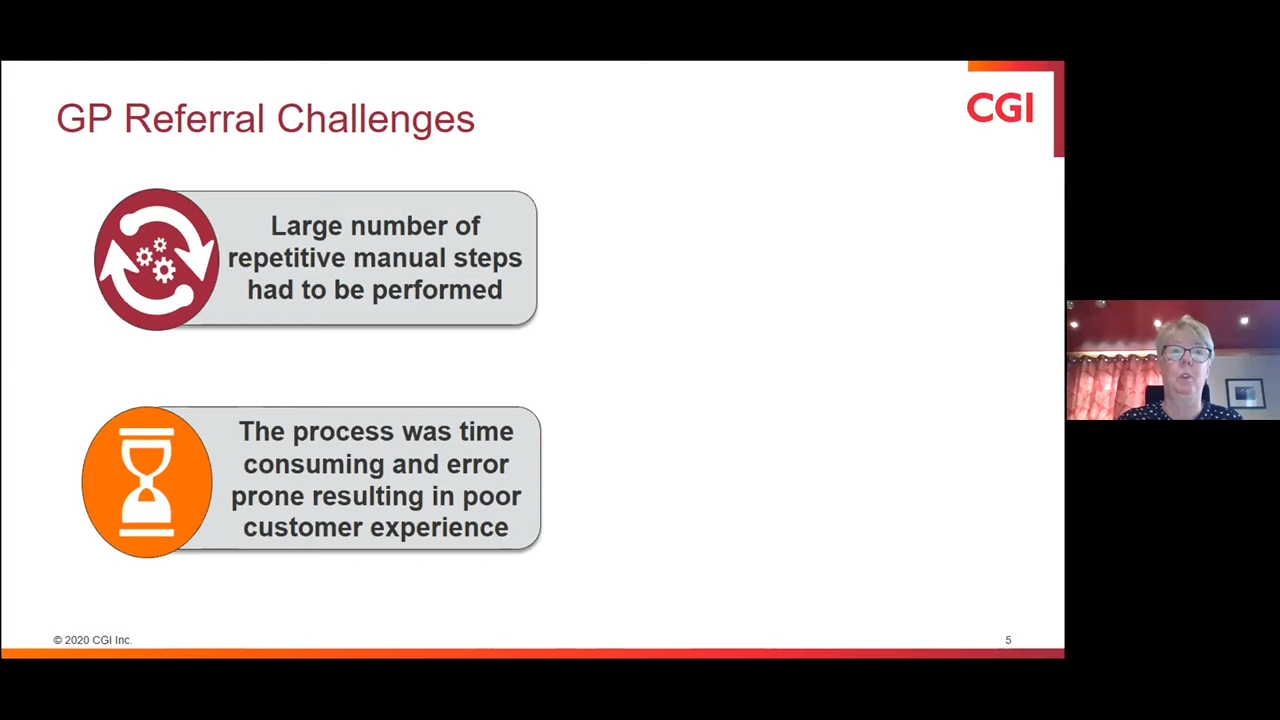 GP Referral Challenges
CGI
Large number of
repetitive manual steps
had to be performed
The process was time
consuming and error
prone resulting in poor
customer experience
© 2020 CGI Inc.
5